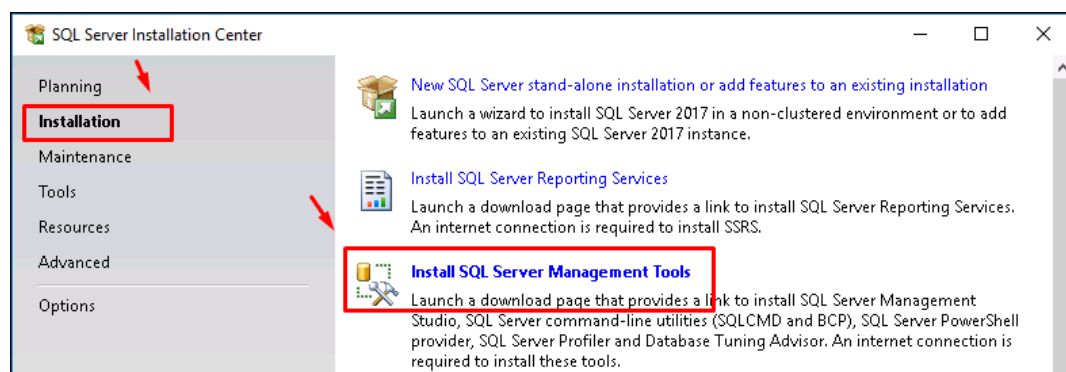 SQL Server Installation Center
Planning
Installation
Maintenance
Tools
Resources
Advanced
Options
New SQL Server stand-alone installation or add features to an existing installation
Launch a wizard to install SQL Server 2017 in a non-clustered environment or to add
features to an existing SQL Server 2017 instance.
Install SQL Server Reporting Services
Launch a download page that provides a link to install SQL Server Reporting Services.
An internet connection is required to install SSRS.
Install SQL Server Management Tools
Launch a download page that provides a link to install SQL Server Management
Studio, SQL Server command-line utilities (SQLCMD and BCP), SQL Server PowerShell
provider, SQL Server Profiler and Database Tuning Advisor. An internet connection is
required to install these tools.